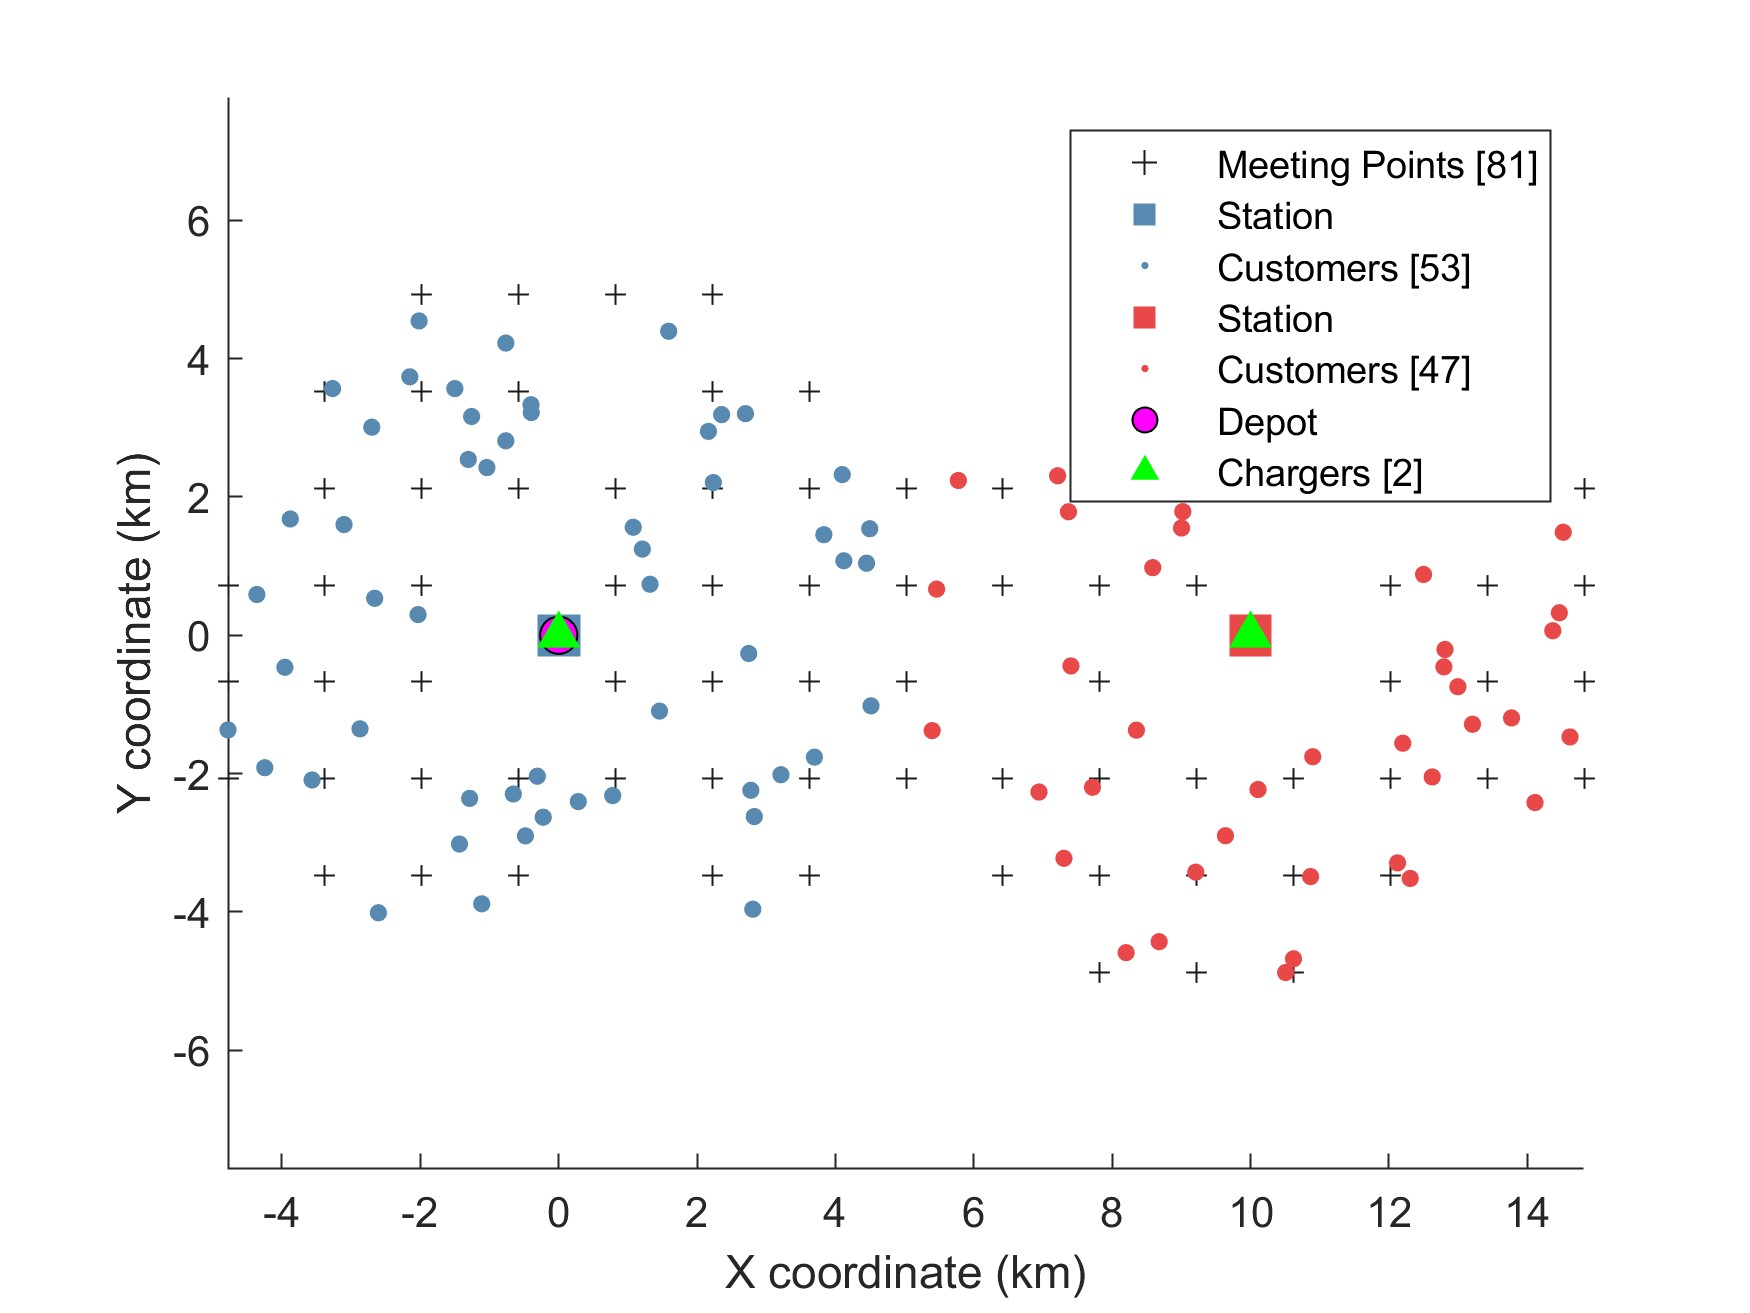 Meeting Points [81]
Station
Customers [53]
Station
Customers [47]
Depot
Chargers [2]
6
4
2
0
-2
-4
-6
Y coordinate (km)
-4 -2 0 2 4 6 8 10 12 14
X coordinate (km)